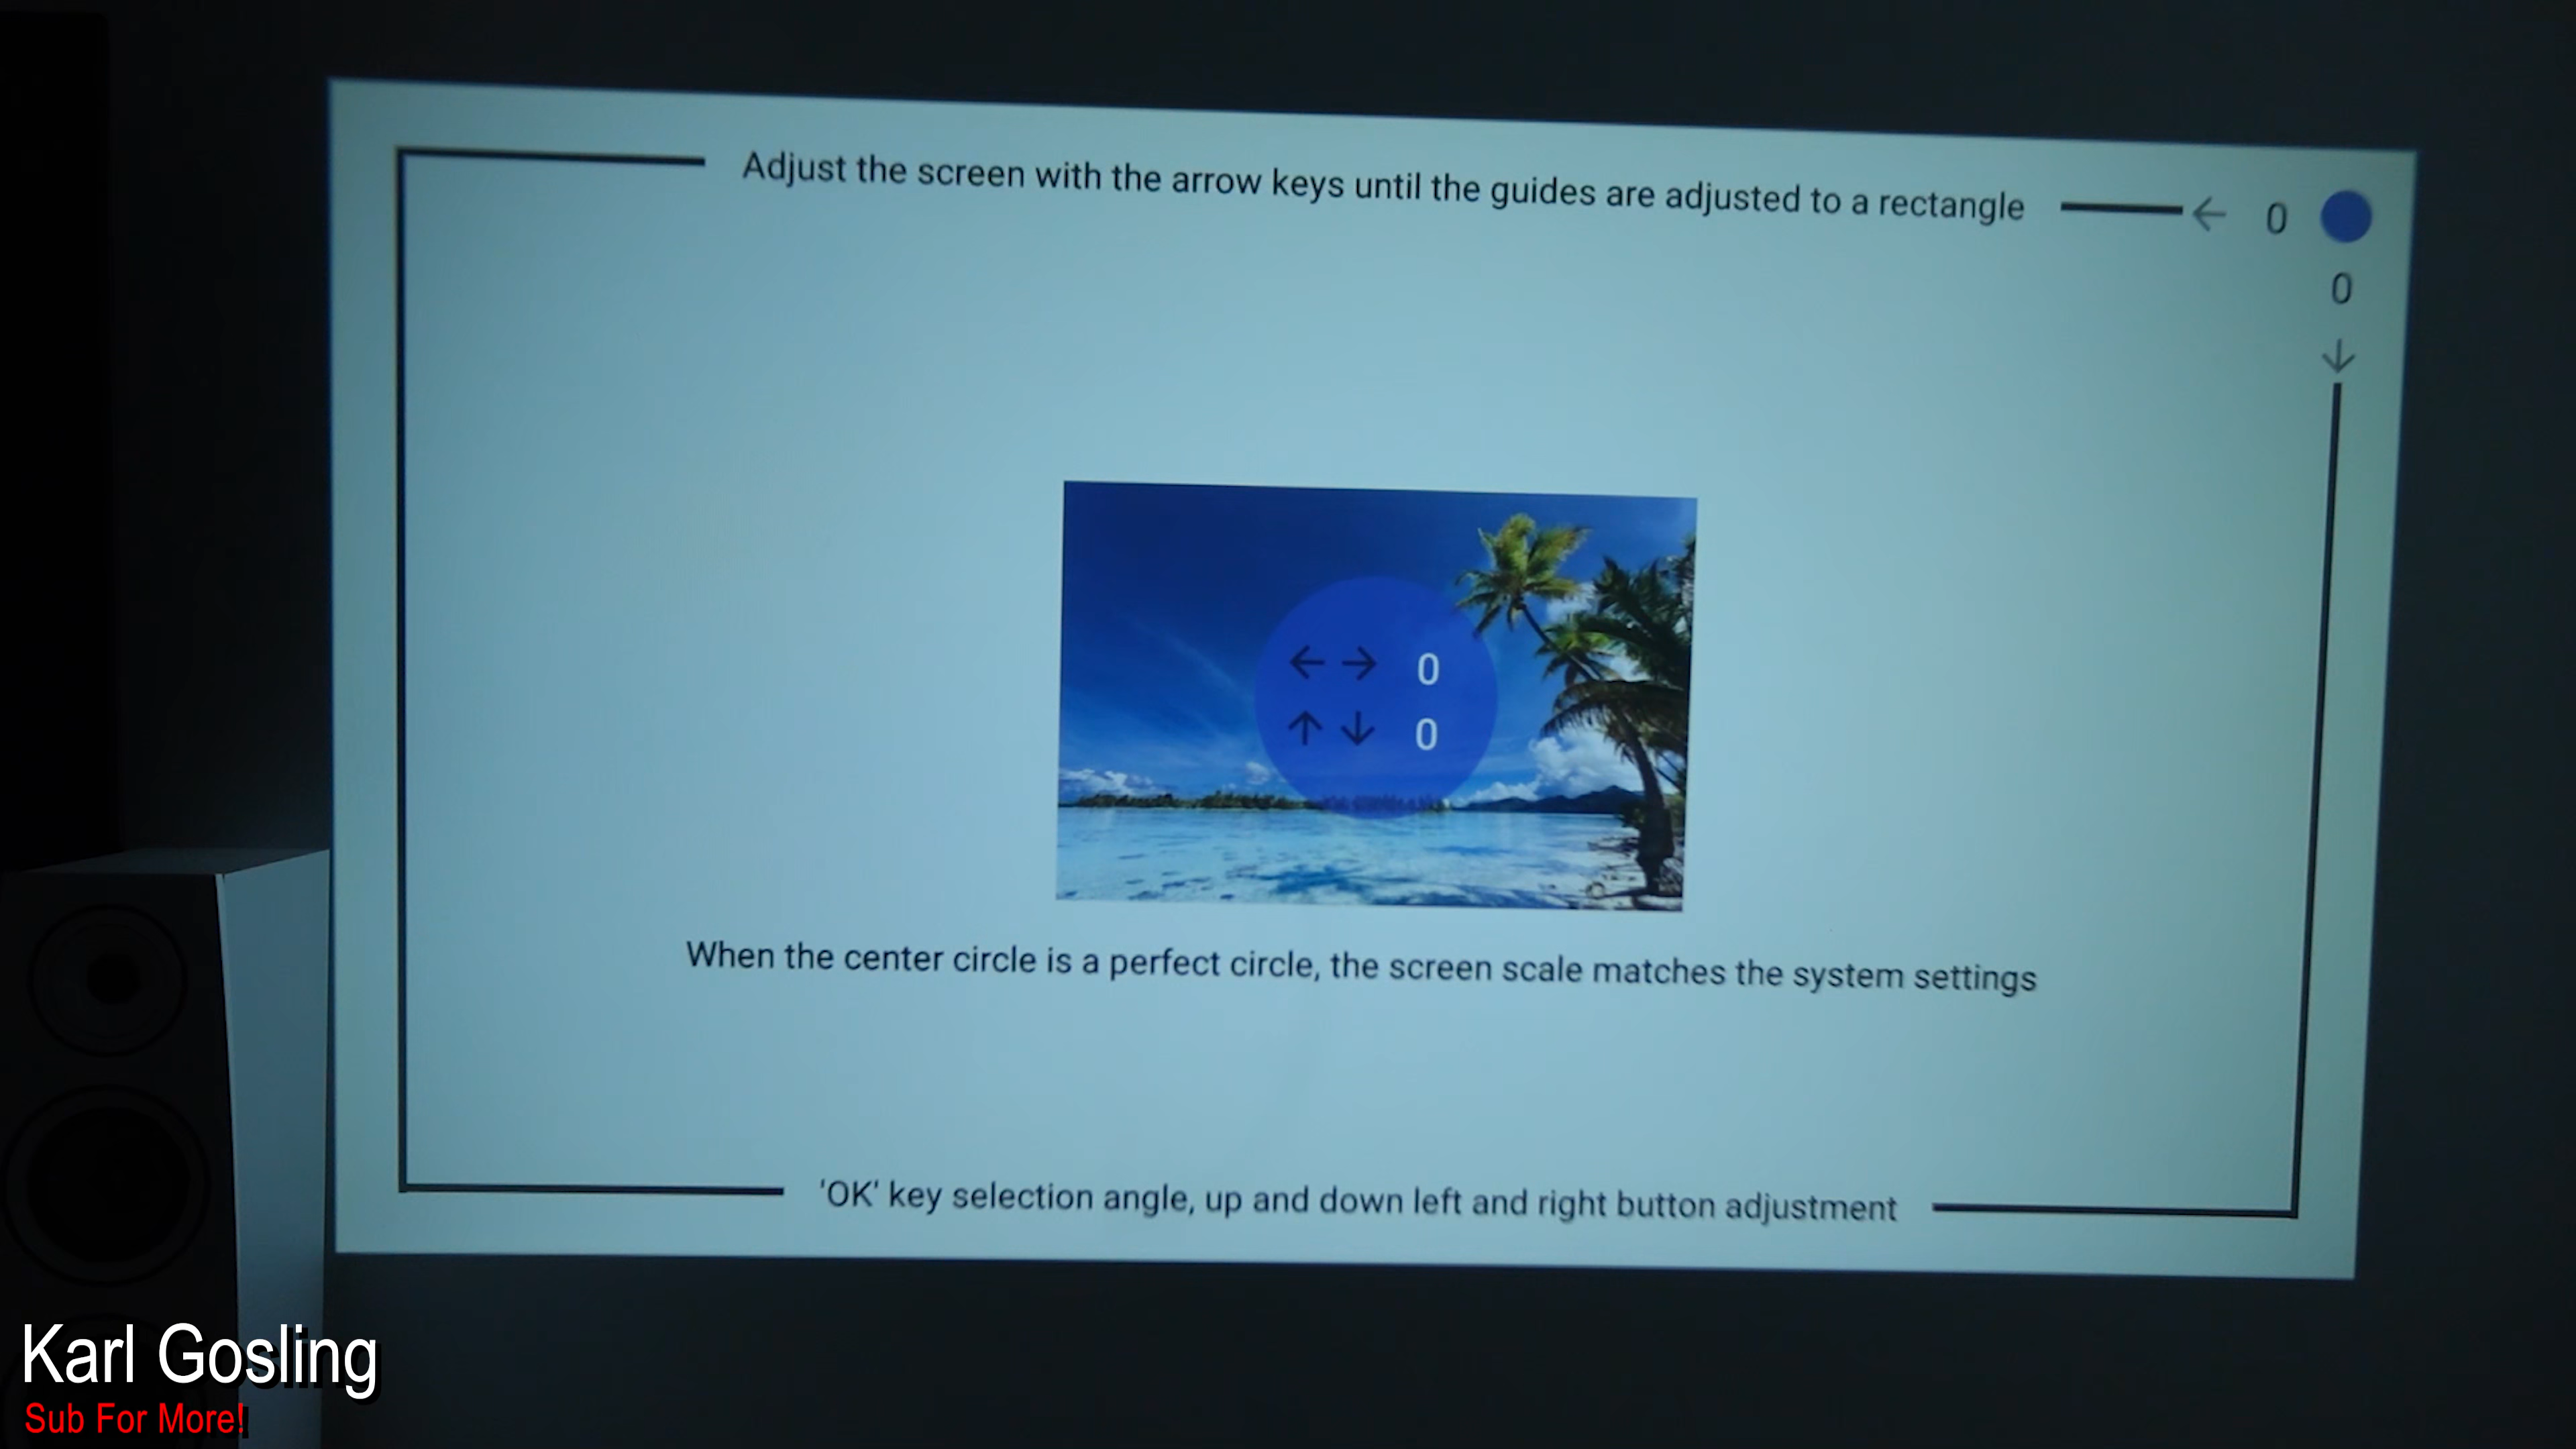 Adjust the screen with the arrow keys until the guides are adjusted to a rectangle
← 0
0
↓
← → 0
↑ ↓ 0
When the center circle is a perfect circle, the screen scale matches the system settings
'OK' key selection angle, up and down left and right button adjustment
Karl Gosling
Sub For More!